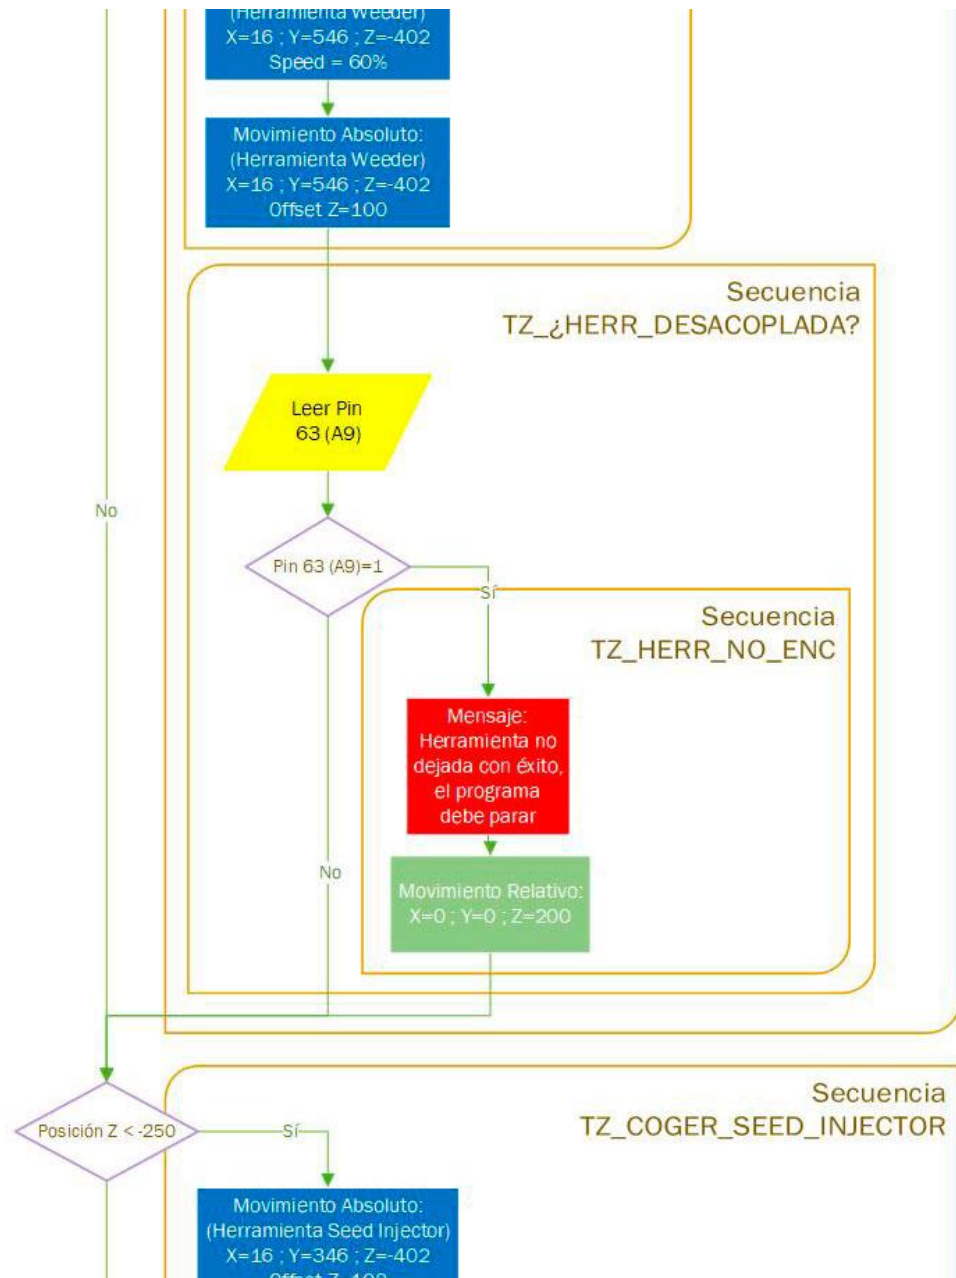 (Herramienta Weeder)
X=16 ; Y=546 ; Z=-402
Speed = 60%
Movimiento Absoluto:
(Herramienta Weeder)
X=16 ; Y=546 ; Z=-402
Offset Z=100
Secuencia
TZ_¿HERR_DESACOPLADA?
Leer Pin
63 (A9)
No
Pin 63 (A9)=1
Sí
Secuencia
TZ_HERR_NO_ENC
Mensaje:
Herramienta no
dejada con éxito,
el programa
debe parar
No
Movimiento Relativo:
X=0 ; Y=0 ; Z=200
Secuencia
TZ_COGER_SEED_INJECTOR
Posición Z < -250
Sí
Movimiento Absoluto:
(Herramienta Seed Injector)
X=16 ; Y=346 ; Z=-402